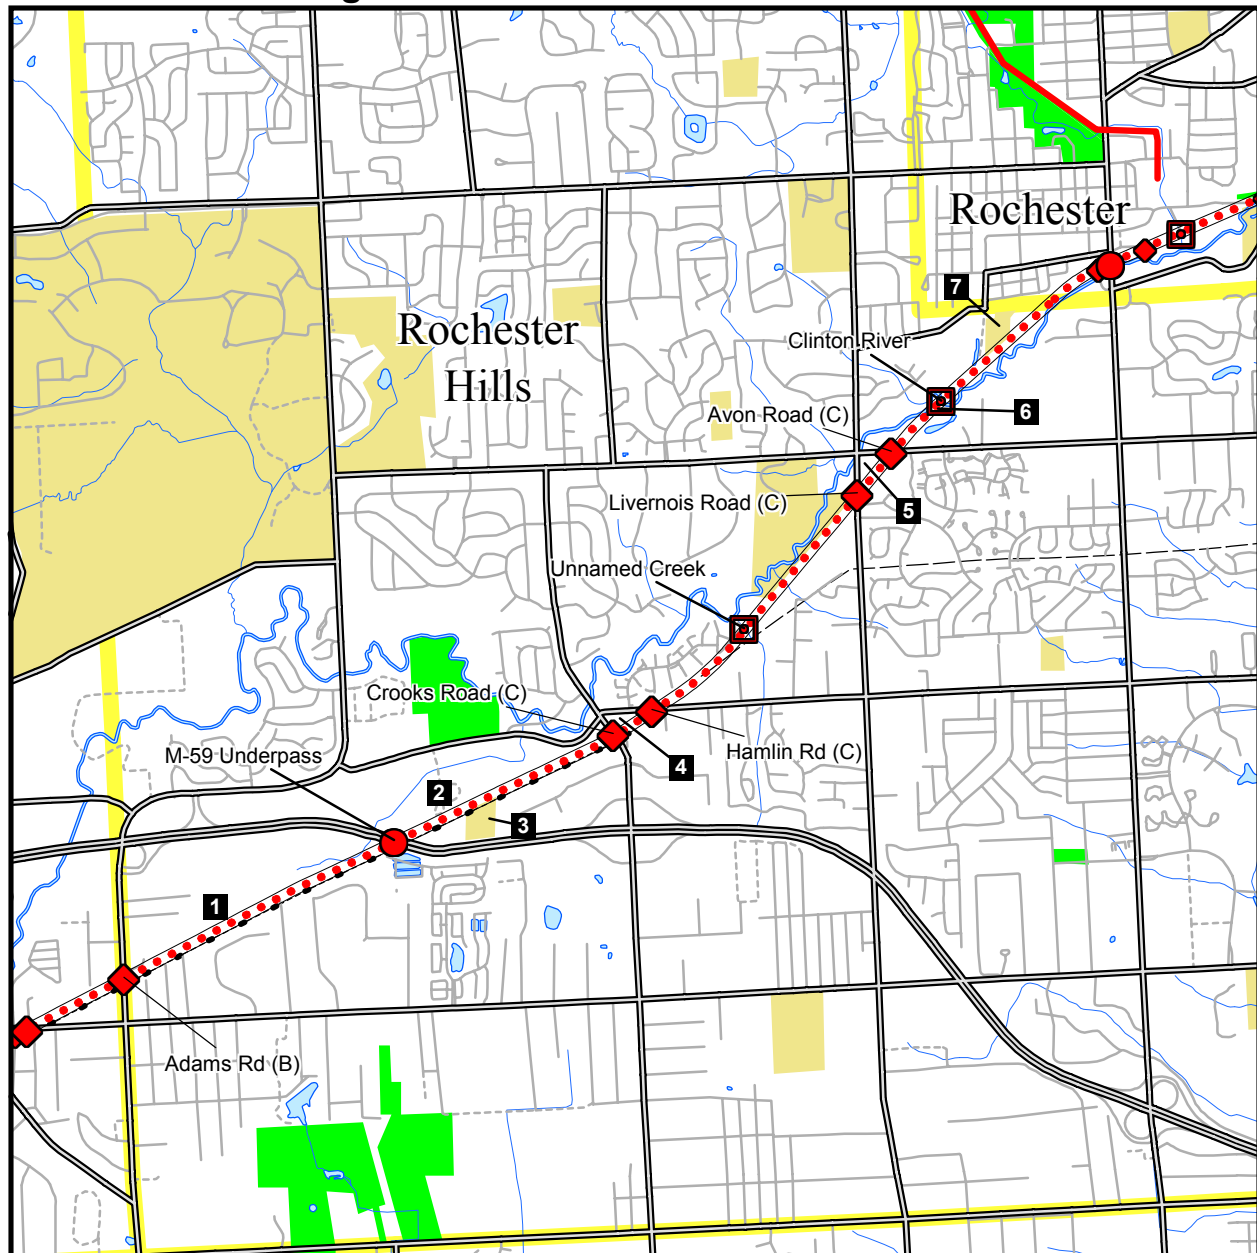 Rochester
7
Rochester
Hills
Clinton River
6
Avon Road (C)
Livernois Road (C)
5
Unnamed Creek
Crooks Road (C)
Hamlin Rd (C)
M-59 Underpass
4
2
3
1
Adams Rd (B)